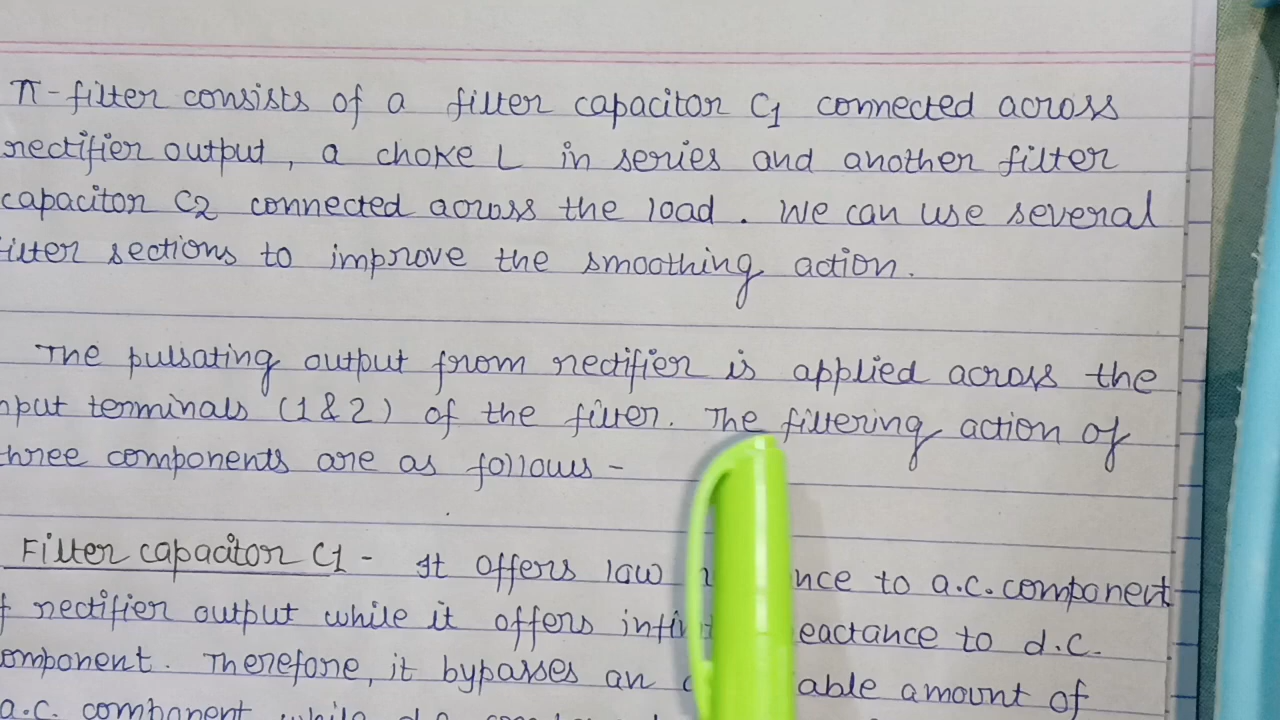 π-filter consists of a filter capacitor C1 connected across
rectifier output, a choke L in series and another filter
capacitor C2 connected across the load. We can use several
filter sections to improve the smoothing action.
The pulsating output from rectifier is applied across the
input terminals (1&2) of the filter. The filtering action of
three components are as follows -
Filter capacitor C1 - It offers low nce to a.c. component
rectifier output while it offers eactance to d.c.
omponent. Therefore, it bypasses an able amount of
a.c. component while d.c.